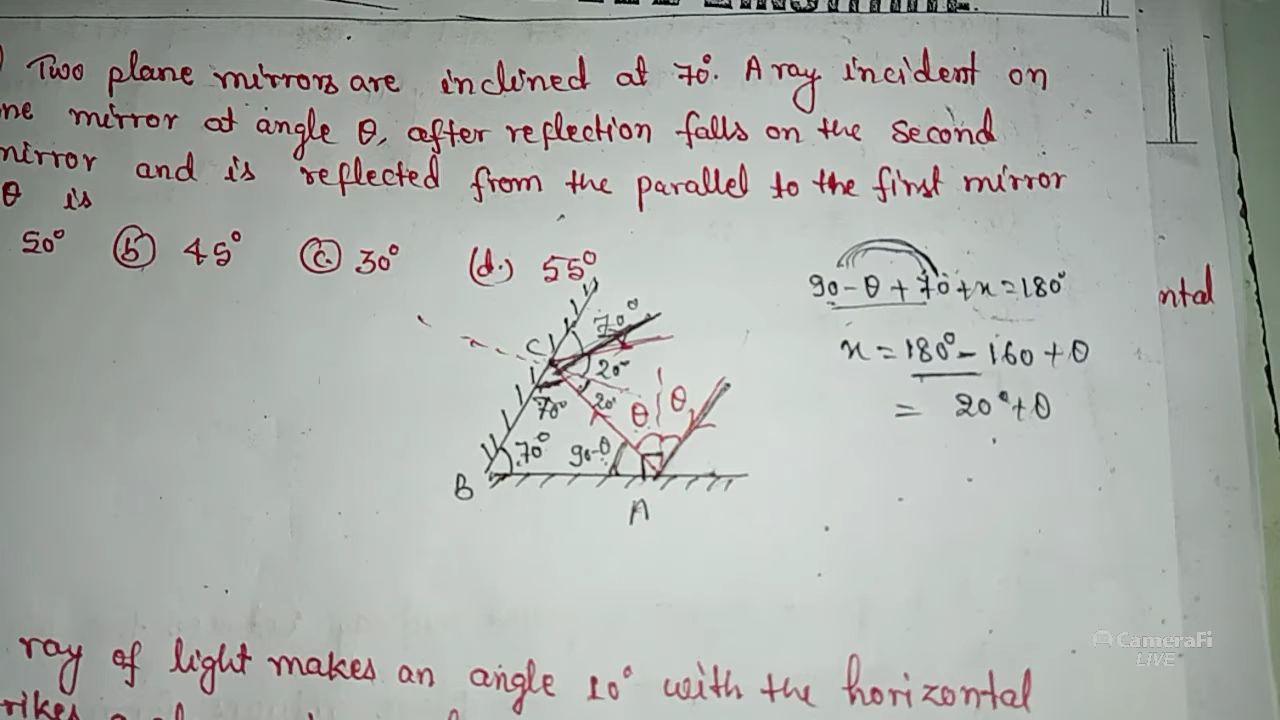 Two plane mirrors are inclined at 70°. A ray incident on
ne mirror at angle θ, after reflection falls on the second
mirror and is reflected from the parallel to the first mirror
θ is
50° (b) 45° (c) 30° (d.) 55°
90-θ+70+x=180°
ntal
x=180°-160+θ
= 20°+θ
70°
C
20°
70° 20° θ θ
70° 90-θ
B
A
ray of light makes an angle 10° with the horizontal
CameraFi
LIVE